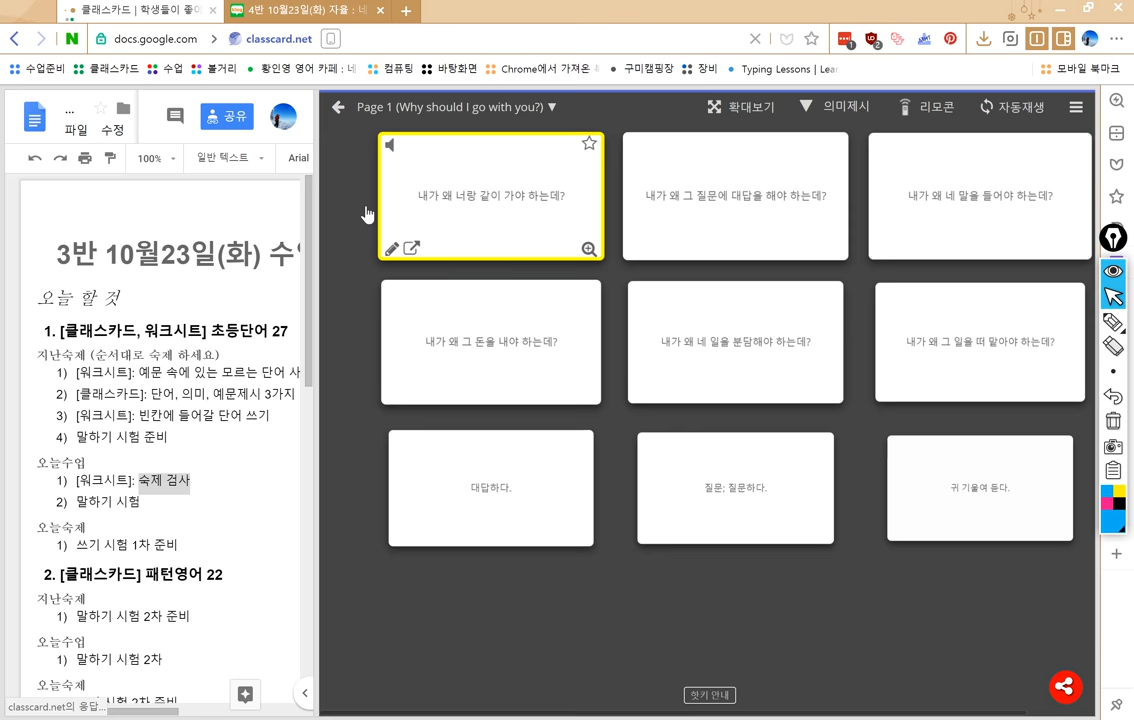 클래스카드 | 학생들이 좋아
4반 10월23일(화) 자율 : 네
docs.google.com
classcard.net
수업준비
클래스카드
수업
볼거리
황인영 영어 카페 : 네
컴퓨팅
바탕화면
Chrome에서 가져온
구미캠핑장
장비
Typing Lessons | Lear
모바일 북마크
...
공유
파일 수정
100%
일반 텍스트
Arial
3반 10월23일(화) 수
오늘 할 것
1. [클래스카드, 워크시트] 초등단어 27
지난숙제 (순서대로 숙제 하세요)
1) [워크시트]: 예문 속에 있는 모르는 단어 사
2) [클래스카드]: 단어, 의미, 예문제시 3가지
3) [워크시트]: 빈칸에 들어갈 단어 쓰기
4) 말하기 시험 준비
오늘수업
1) [워크시트]: 숙제 검사
2) 말하기 시험
오늘숙제
1) 쓰기 시험 1차 준비
2. [클래스카드] 패턴영어 22
지난숙제
1) 말하기 시험 2차 준비
오늘수업
1) 말하기 시험 2차
오늘숙제
말하기 시험 2차 준비
classcard.net의 응답...
Page 1 (Why should I go with you?) ▼
확대보기
의미제시
리모콘
자동재생
내가 왜 너랑 같이 가야 하는데?
내가 왜 그 질문에 대답을 해야 하는데?
내가 왜 네 말을 들어야 하는데?
내가 왜 그 돈을 내야 하는데?
내가 왜 네 일을 분담해야 하는데?
내가 왜 그 일을 떠 맡아야 하는데?
대답하다.
질문; 질문하다.
귀 기울여 듣다.
핫키 안내
1
2